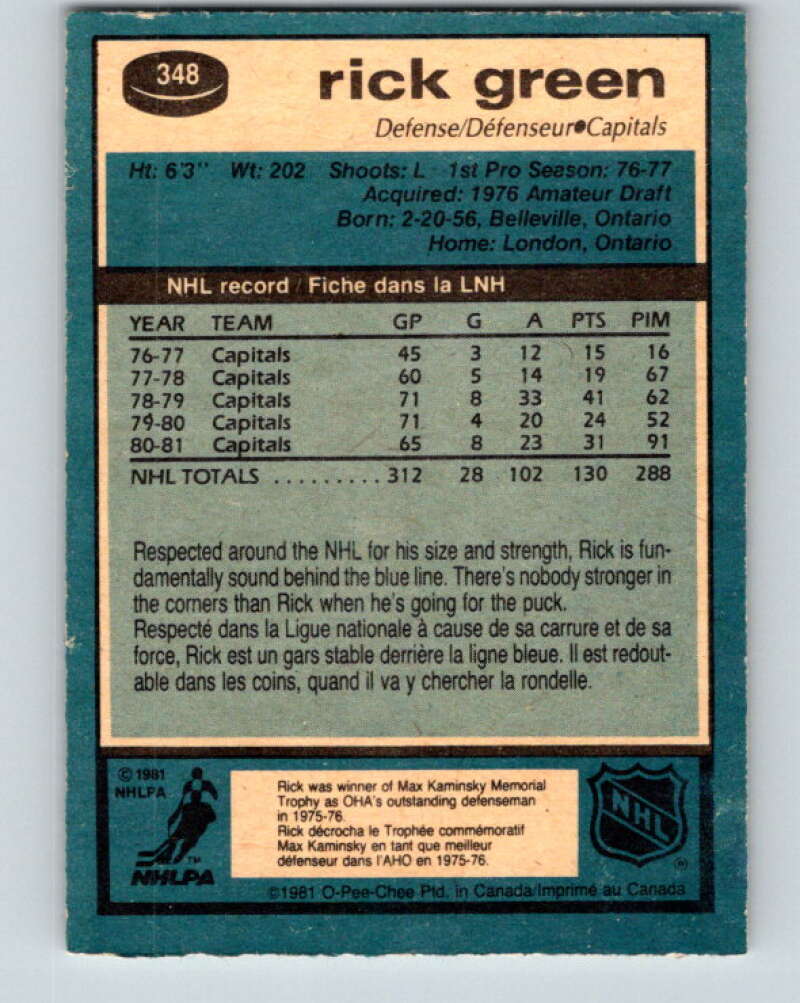 348
rick green
Defense/Défenseur•Capitals
Ht: 6'3" Wt: 202 Shoots: L 1st Pro Season: 76-77
Acquired: 1976 Amateur Draft
Born: 2-20-56, Belleville, Ontario
Home: London, Ontario
NHL record / Fiche dans la LNH
YEAR TEAM GP G A PTS PIM
76-77 Capitals 45 3 12 15 16
77-78 Capitals 60 5 14 19 67
78-79 Capitals 71 8 33 41 62
79-80 Capitals 71 4 20 24 52
80-81 Capitals 65 8 23 31 91
NHL TOTALS ......... 312 28 102 130 288
Respected around the NHL for his size and strength, Rick is fun-
damentally sound behind the blue line. There's nobody stronger in
the corners than Rick when he's going for the puck.
Respecté dans la Ligue nationale à cause de sa carrure et de sa
force, Rick est un gars stable derrière la ligne bleue. Il est redout-
able dans les coins, quand il va y chercher la rondelle.
© 1981
NHLPA
TM
NHLPA
Rick was winner of Max Kaminsky Memorial
Trophy as OHA's outstanding defenseman
in 1975-76.
Rick décrocha le Trophée commémoratif
Max Kaminsky en tant que meilleur
défenseur dans l'AHO en 1975-76.
NHL
®
©1981 O-Pee-Chee Ptd. in Canada/Imprimé au Canada